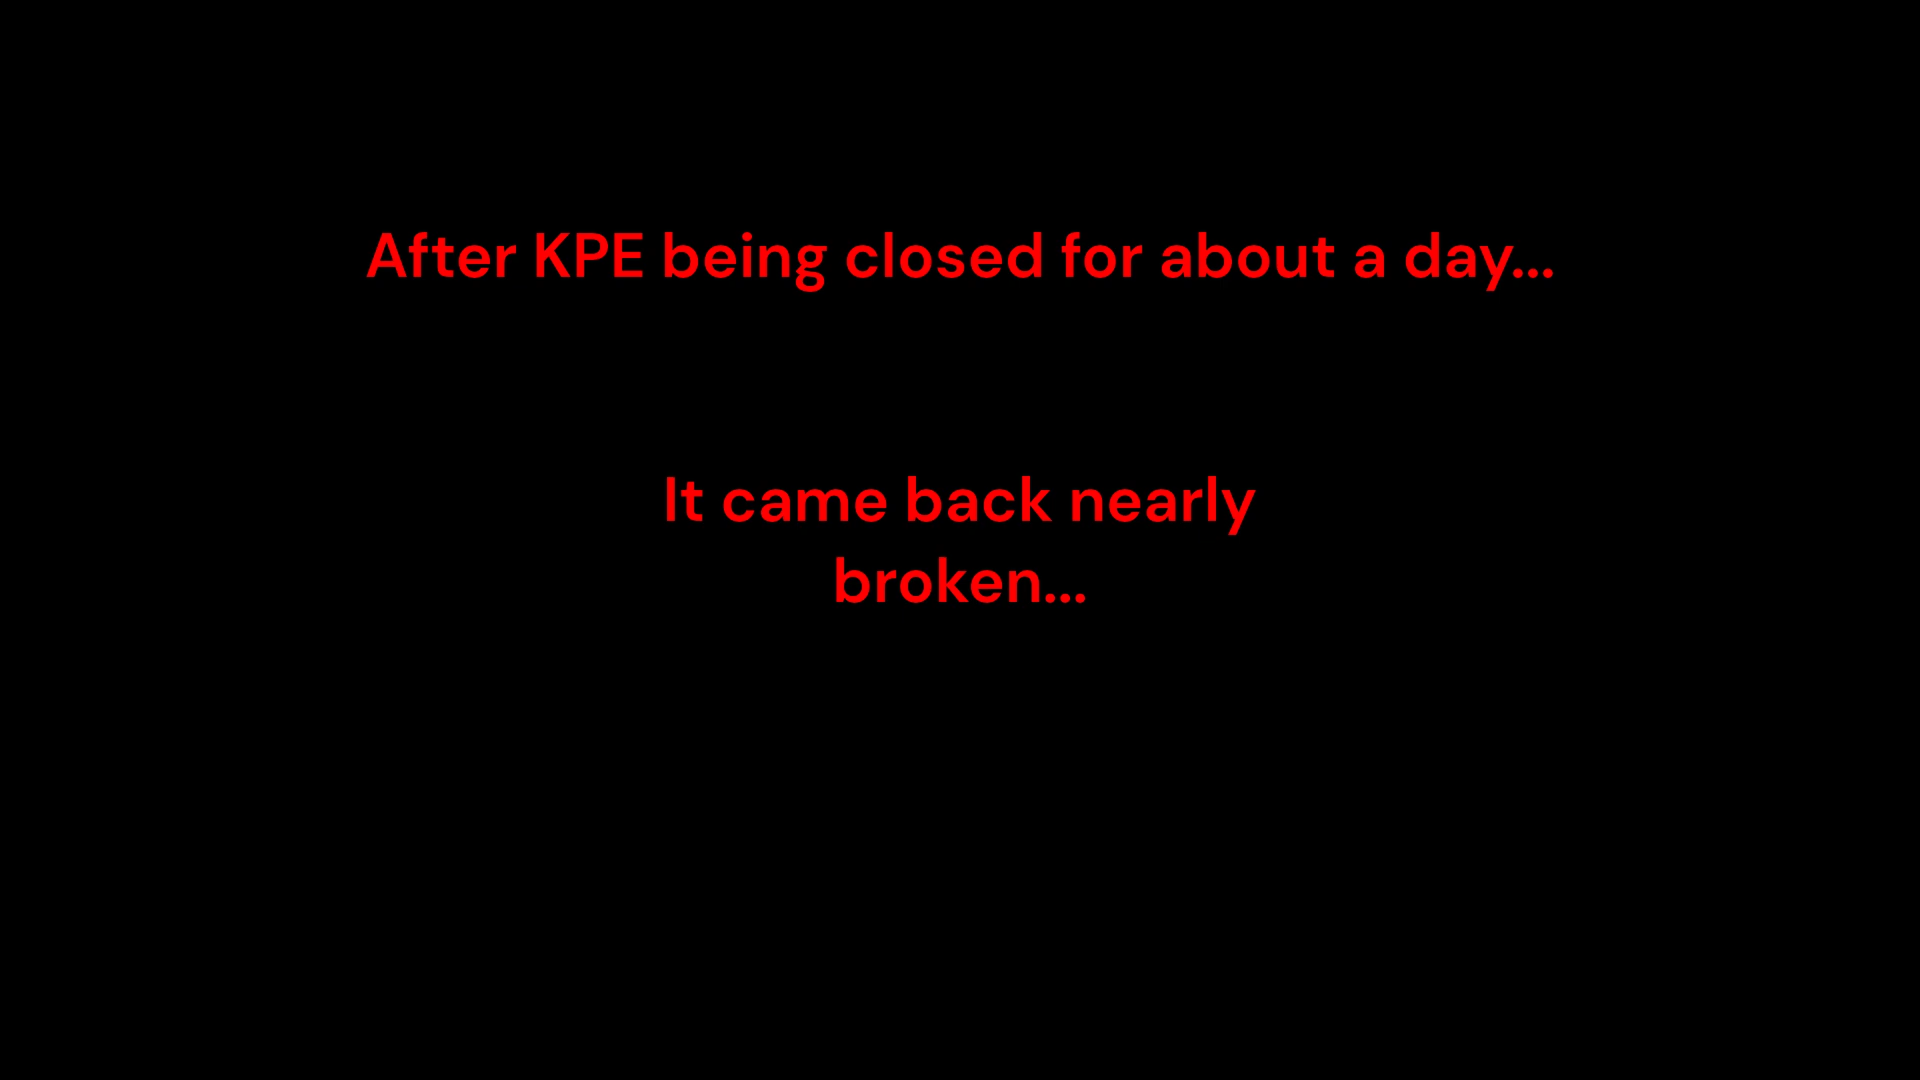 After KPE being closed for about a day...
It came back nearly
broken...